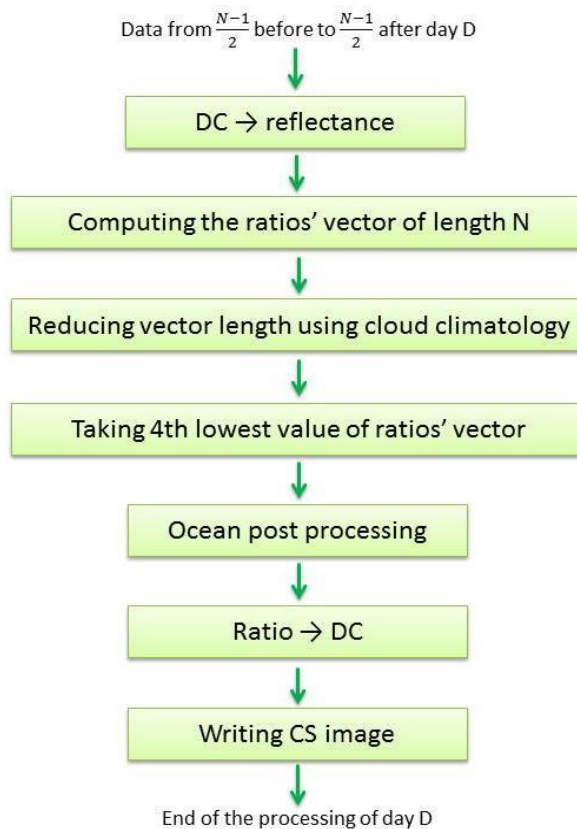 Data from \frac{N-1}{2} before to \frac{N-1}{2} after day D
DC → reflectance
Computing the ratios' vector of length N
Reducing vector length using cloud climatology
Taking 4th lowest value of ratios' vector
Ocean post processing
Ratio → DC
Writing CS image
End of the processing of day D